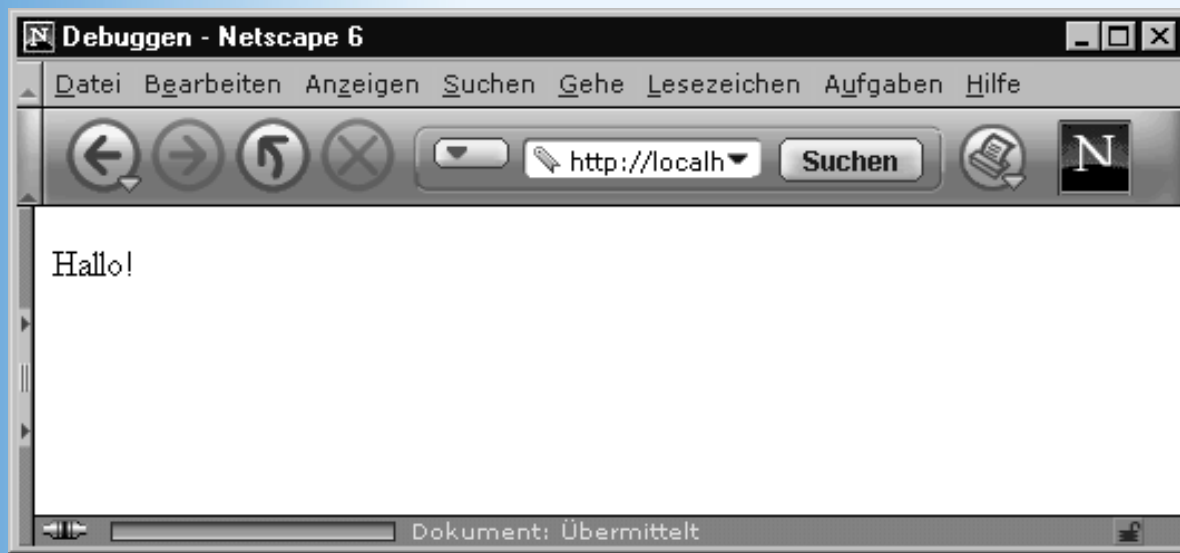 Debuggen - Netscape 6
Datei Bearbeiten Anzeigen Suchen Gehe Lesezeichen Aufgaben Hilfe
http://localh Suchen N
Hallo!
Dokument: Übermittelt